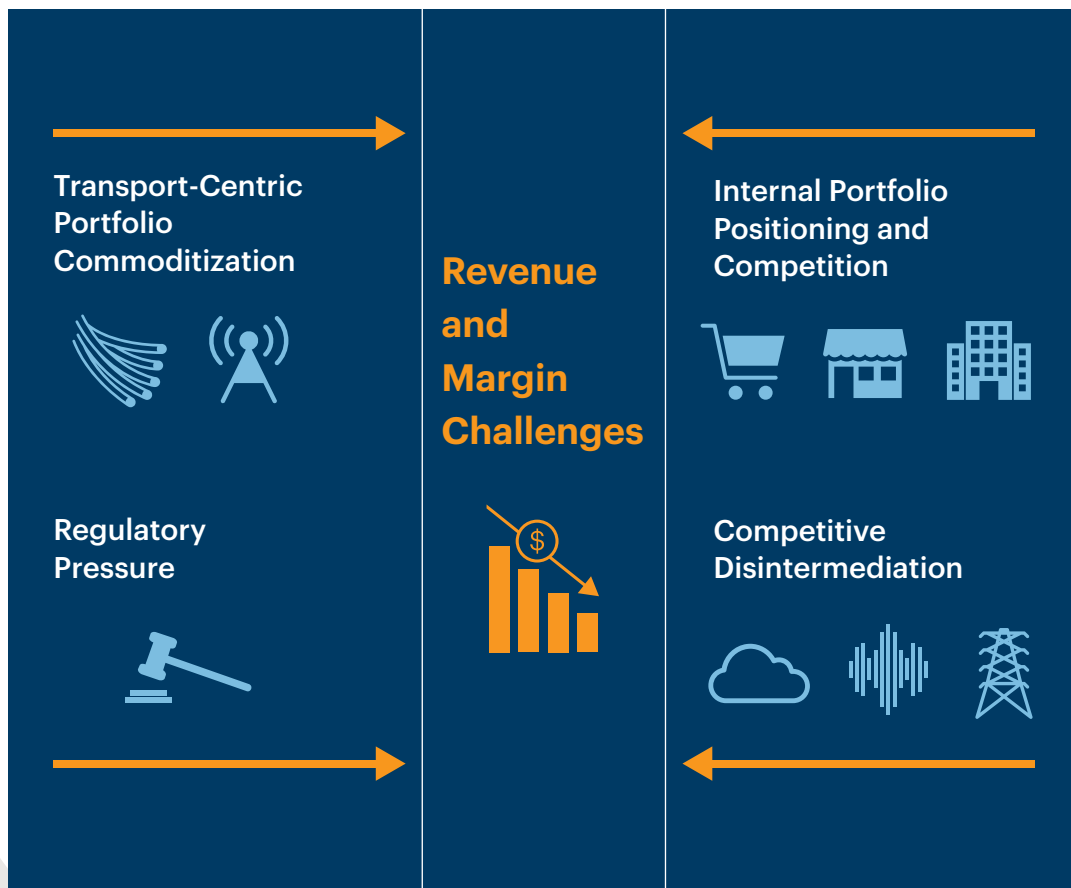 Transport-Centric
Portfolio
Commoditization
Regulatory
Pressure
Revenue
and
Margin
Challenges
$
Internal Portfolio
Positioning and
Competition
Competitive
Disintermediation